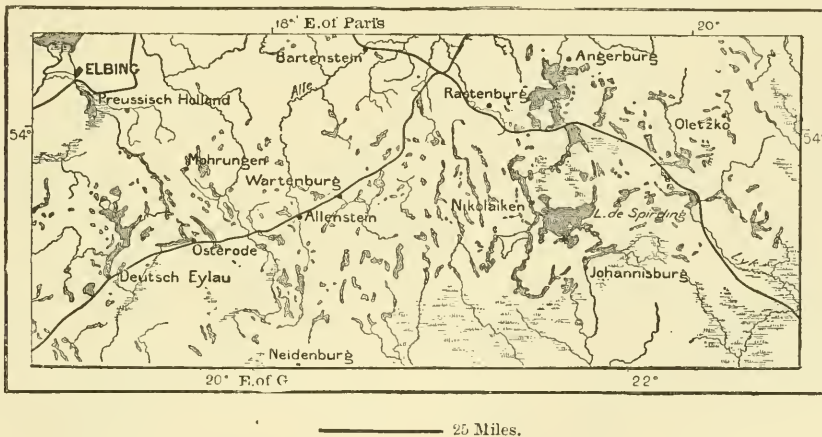 18° E. of Paris
20°
Bartenstein
Angerburg
ELBING
Alle
Rastenburg
Preussisch Holland
Oletzko
54°
54°
Mohrungen
Wartenburg
Nikolaiken
L. de Spirding
Allenstein
Osterode
Lyk
Deutsch Eylau
Johannisburg
Neidenburg
20° E. of G
22°
25 Miles.